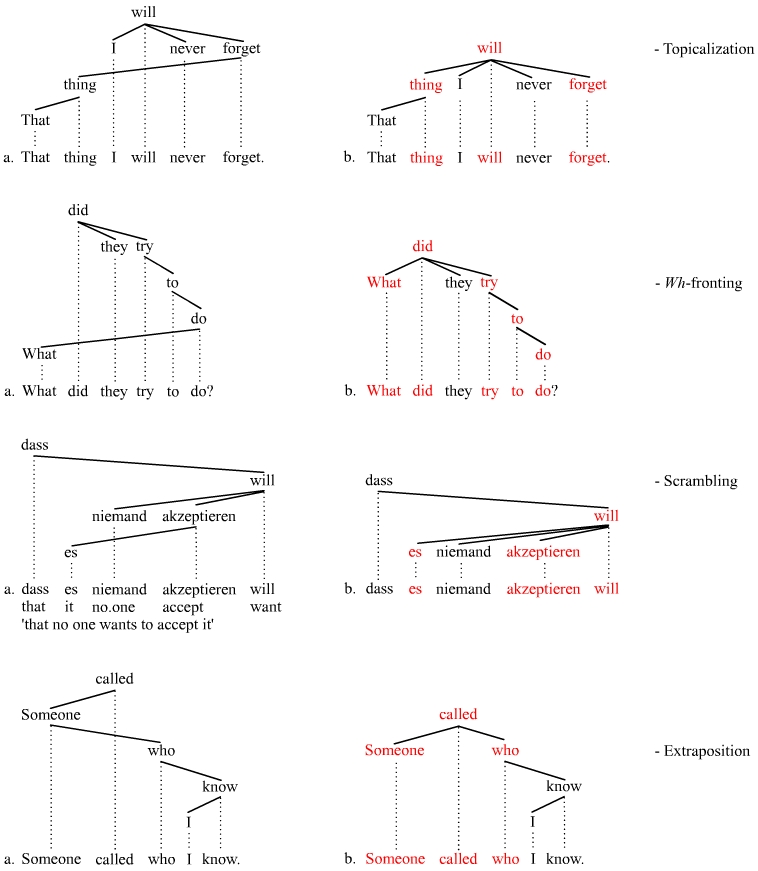 will
I never forget
thing
That
a. That thing I will never forget.
will
thing I never forget
That
b. That thing I will never forget.
- Topicalization
did
they try
to
do
What
a. What did they try to do?
did
What they try
to
do
b. What did they try to do?
- Wh-fronting
dass
will
niemand akzeptieren
es
a. dass es niemand akzeptieren will
that it no.one accept want
'that no one wants to accept it'
dass
will
es niemand akzeptieren
b. dass es niemand akzeptieren will
- Scrambling
called
Someone
who
know
I
a. Someone called who I know.
called
Someone who
know
I
b. Someone called who I know.
- Extraposition